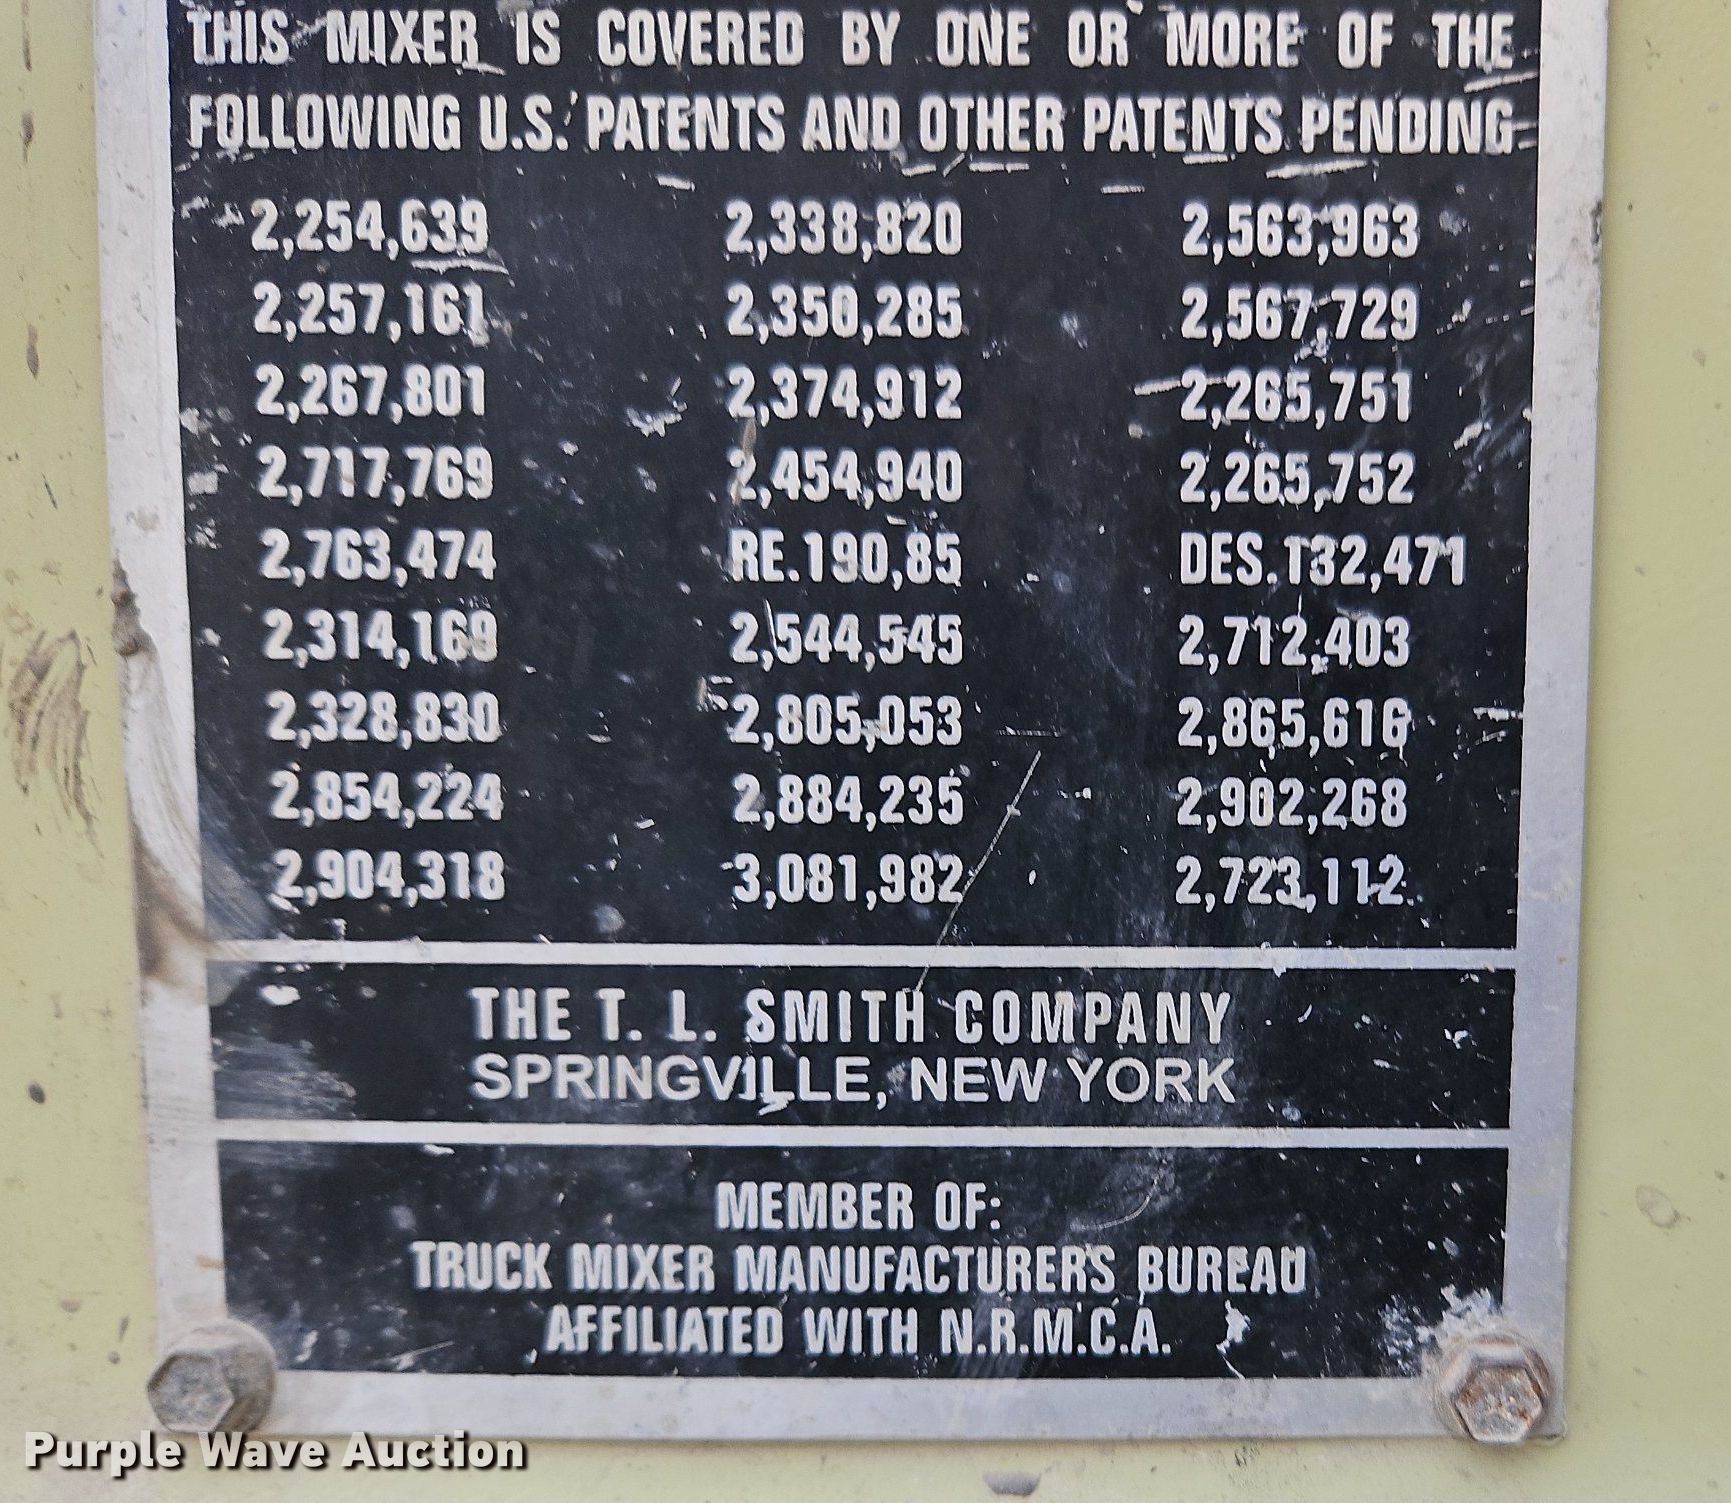 THIS MIXER IS COVERED BY ONE OR MORE OF THE
FOLLOWING U.S. PATENTS AND OTHER PATENTS PENDING
2,254,639 2,338,820 2,563,963
2,257,161 2,350,285 2,567,729
2,267,801 2,374,912 2,265,751
2,717,769 2,454,940 2,265,752
2,763,474 RE.190,85 DES.132,471
2,314,169 2,544,545 2,712,403
2,328,830 2,805,053 2,865,616
2,854,224 2,884,235 2,902,268
2,904,318 3,081,982 2,723,112
THE T. L. SMITH COMPANY
SPRINGVILLE, NEW YORK
MEMBER OF:
TRUCK MIXER MANUFACTURERS BUREAU
AFFILIATED WITH N.R.M.C.A.
Purple Wave Auction